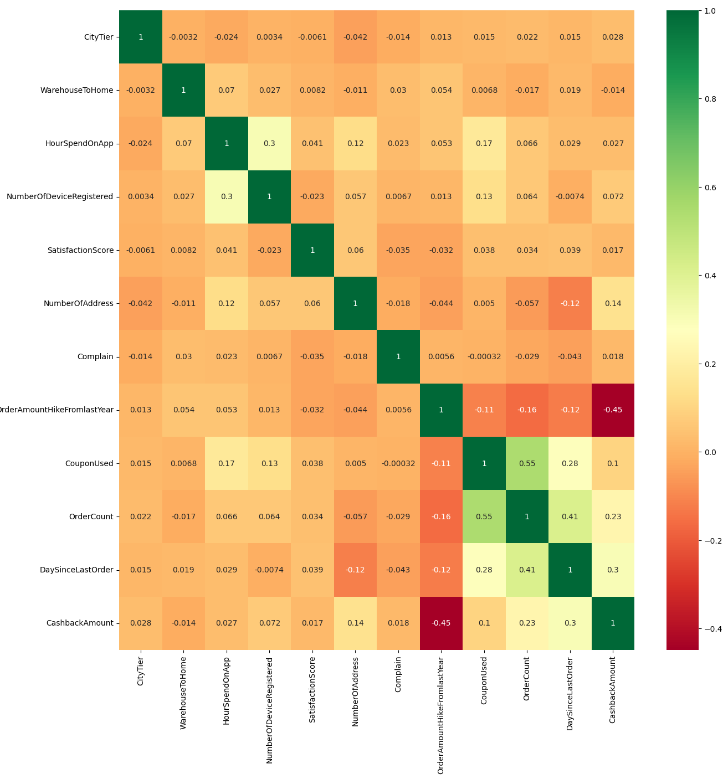 CityTier 1 -0.0032 -0.024 0.0034 -0.0061 -0.042 -0.014 0.013 0.015 0.022 0.015 0.028
WarehouseToHome -0.0032 1 0.07 0.027 0.0082 -0.011 0.03 0.054 0.0068 -0.017 0.019 -0.014
HourSpendOnApp -0.024 0.07 1 0.3 0.041 0.12 0.023 0.053 0.17 0.066 0.029 0.027
NumberOfDeviceRegistered 0.0034 0.027 0.3 1 -0.023 0.057 0.0067 0.013 0.13 0.064 -0.0074 0.072
SatisfactionScore -0.0061 0.0082 0.041 -0.023 1 0.06 -0.035 -0.032 0.038 0.034 0.039 0.017
NumberOfAddress -0.042 -0.011 0.12 0.057 0.06 1 -0.018 -0.044 0.005 -0.057 -0.12 0.14
Complain -0.014 0.03 0.023 0.0067 -0.035 -0.018 1 0.0056 -0.00032 -0.029 -0.043 0.018
OrderAmountHikeFromlastYear 0.013 0.054 0.053 0.013 -0.032 -0.044 0.0056 1 -0.11 -0.16 -0.12 -0.45
CouponUsed 0.015 0.0068 0.17 0.13 0.038 0.005 -0.00032 -0.11 1 0.55 0.28 0.1
OrderCount 0.022 -0.017 0.066 0.064 0.034 -0.057 -0.029 -0.16 0.55 1 0.41 0.23
DaySinceLastOrder 0.015 0.019 0.029 -0.0074 0.039 -0.12 -0.043 -0.12 0.28 0.41 1 0.3
CashbackAmount 0.028 -0.014 0.027 0.072 0.017 0.14 0.018 -0.45 0.1 0.23 0.3 1
CityTier
WarehouseToHome
HourSpendOnApp
NumberOfDeviceRegistered
SatisfactionScore
NumberOfAddress
Complain
OrderAmountHikeFromlastYear
CouponUsed
OrderCount
DaySinceLastOrder
CashbackAmount
1.0
0.8
0.6
0.4
0.2
0.0
−0.2
−0.4